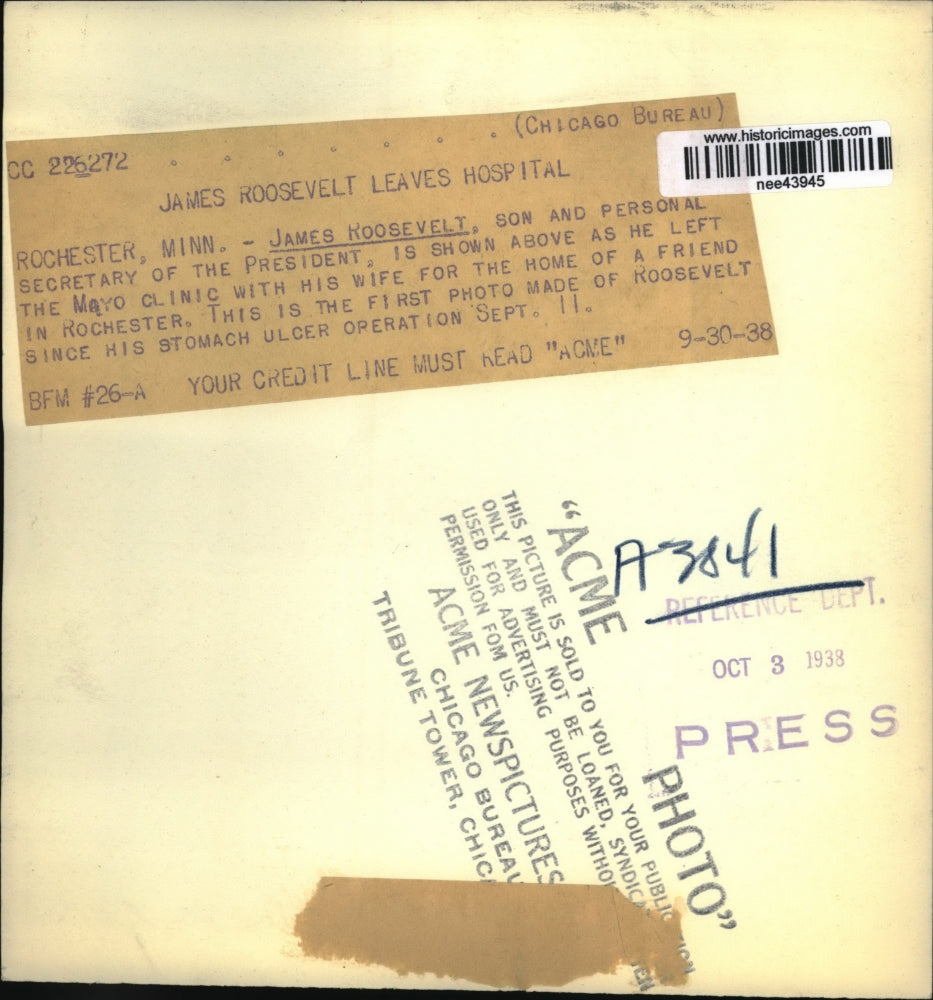 (CHICAGO BUREAU)
CC 226272
JAMES ROOSEVELT LEAVES HOSPITAL
ROCHESTER, MINN. - JAMES ROOSEVELT, SON AND PERSONAL
SECRETARY OF THE PRESIDENT, IS SHOWN ABOVE AS HE LEFT
THE MAYO CLINIC WITH HIS WIFE FOR THE HOME OF A FRIEND
IN ROCHESTER. THIS IS THE FIRST PHOTO MADE OF ROOSEVELT
SINCE HIS STOMACH ULCER OPERATION SEPT. 11.
BFM #26-A YOUR CREDIT LINE MUST READ "ACME" 9-30-38
www.historicimages.com
nee43945
A3841
REFERENCE DEPT.
OCT 3 1938
PRESS
"ACME PHOTO"
THIS PICTURE IS SOLD TO YOU FOR YOUR PUBLIC
ONLY AND MUST NOT BE LOANED, SYNDICA
USED FOR ADVERTISING PURPOSES WITHO
PERMISSION FOM US.
ACME NEWSPICTURES
CHICAGO BUREAU
TRIBUNE TOWER, CHIC